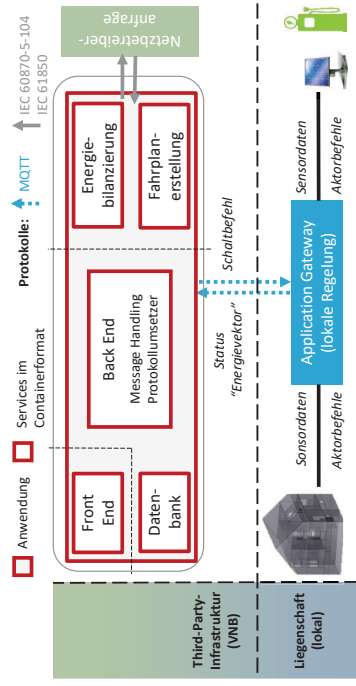 Anwendung
Services im
Containerformat
Protokolle:
MQTT
IEC 60870-5-104
IEC 61850
Netzbetreiber-
anfrage
Front
End
Daten-
bank
Back End
Message Handling
Protokollumsetzer
Energie-
bilanzierung
Fahrplan-
erstellung
Third-Party-
Infrastruktur
(VNB)
Status
"Energievektor"
Schaltbefehl
Liegenschaft
(lokal)
Sonsordaten
Aktorbefehle
Application Gateway
(lokale Regelung)
Sensordaten
Aktorbefehle